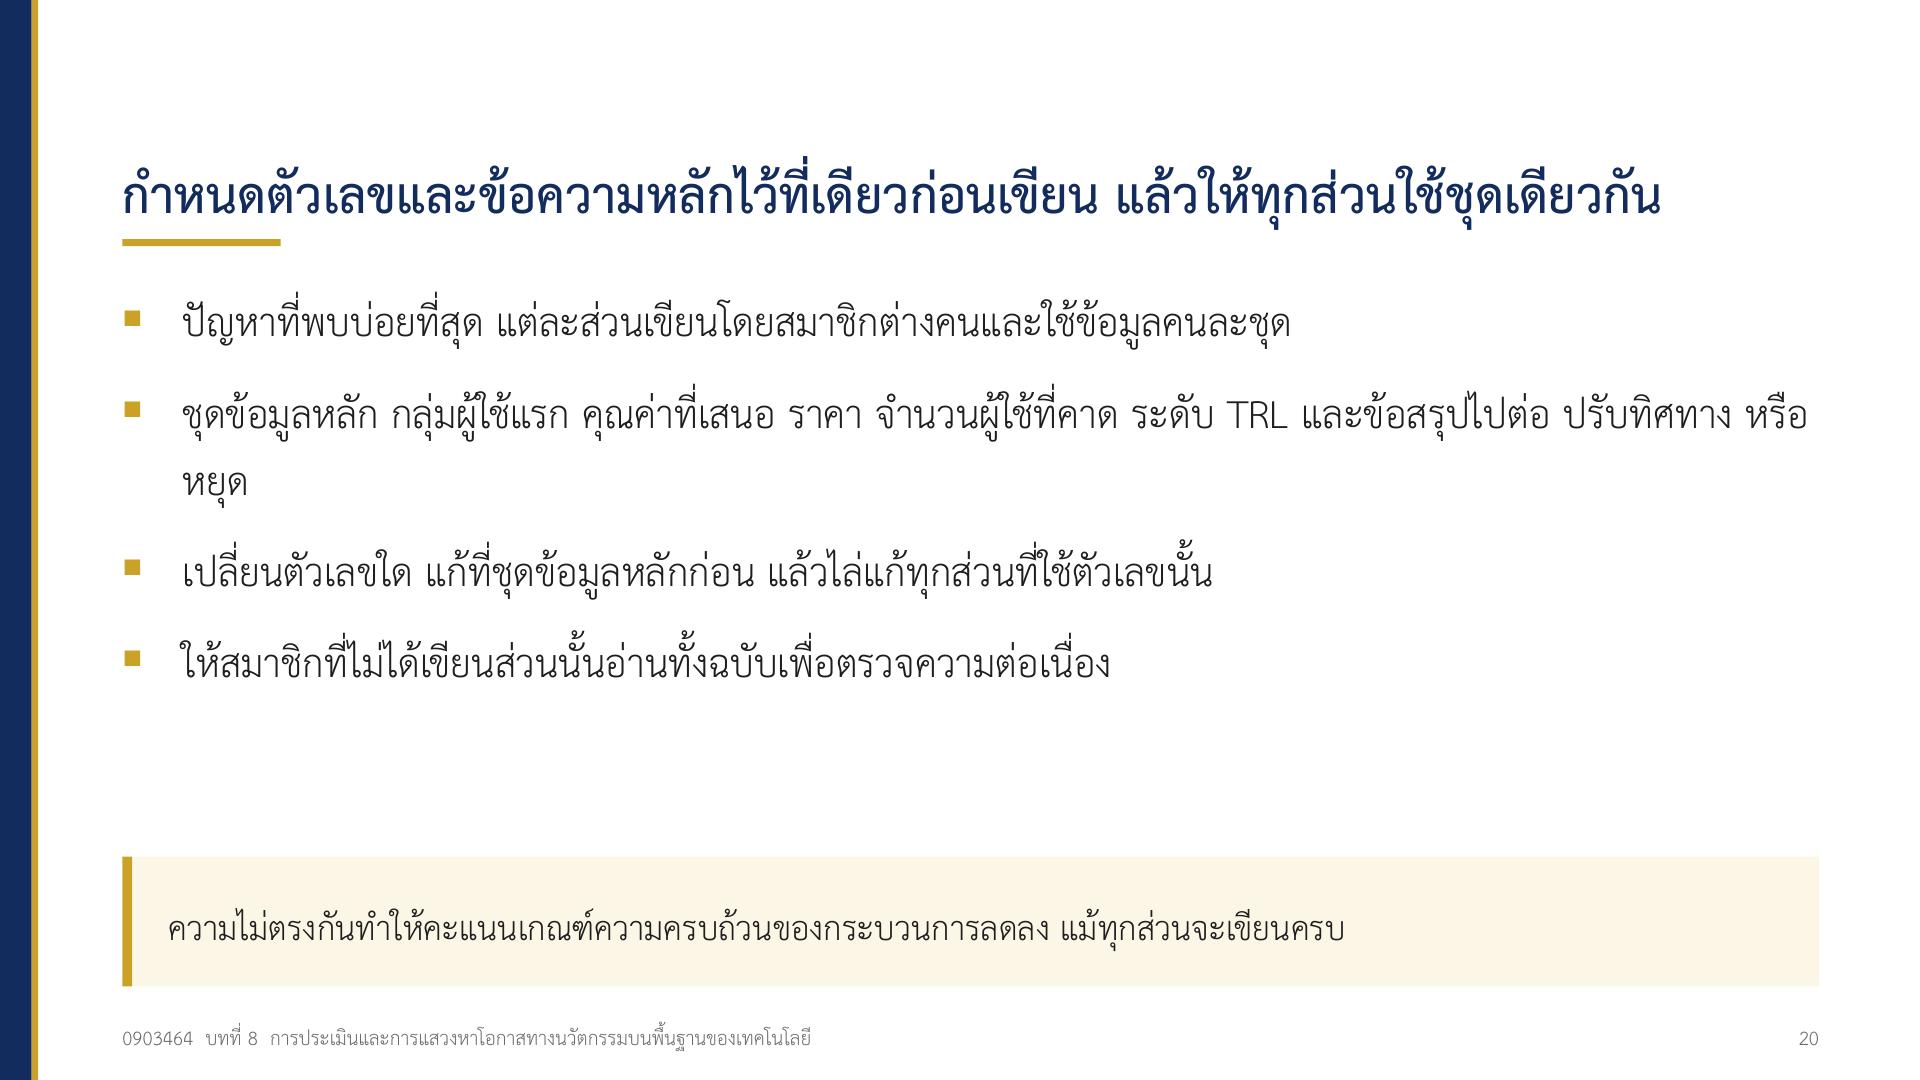 กำหนดตัวเลขและข้อความหลักไว้ที่เดียวก่อนเขียน แล้วให้ทุกส่วนใช้ชุดเดียวกัน
ปัญหาที่พบบ่อยที่สุด แต่ละส่วนเขียนโดยสมาชิกต่างคนและใช้ข้อมูลคนละชุด
ชุดข้อมูลหลัก กลุ่มผู้ใช้แรก คุณค่าที่เสนอ ราคา จำนวนผู้ใช้ที่คาด ระดับ TRL และข้อสรุปไปต่อ ปรับทิศทาง หรือ
หยุด
เปลี่ยนตัวเลขใด แก้ที่ชุดข้อมูลหลักก่อน แล้วไล่แก้ทุกส่วนที่ใช้ตัวเลขนั้น
ให้สมาชิกที่ไม่ได้เขียนส่วนนั้นอ่านทั้งฉบับเพื่อตรวจความต่อเนื่อง
ความไม่ตรงกันทำให้คะแนนเกณฑ์ความครบถ้วนของกระบวนการลดลง แม้ทุกส่วนจะเขียนครบ
0903464 บทที่ 8 การประเมินและการแสวงหาโอกาสทางนวัตกรรมบนพื้นฐานของเทคโนโลยี
20